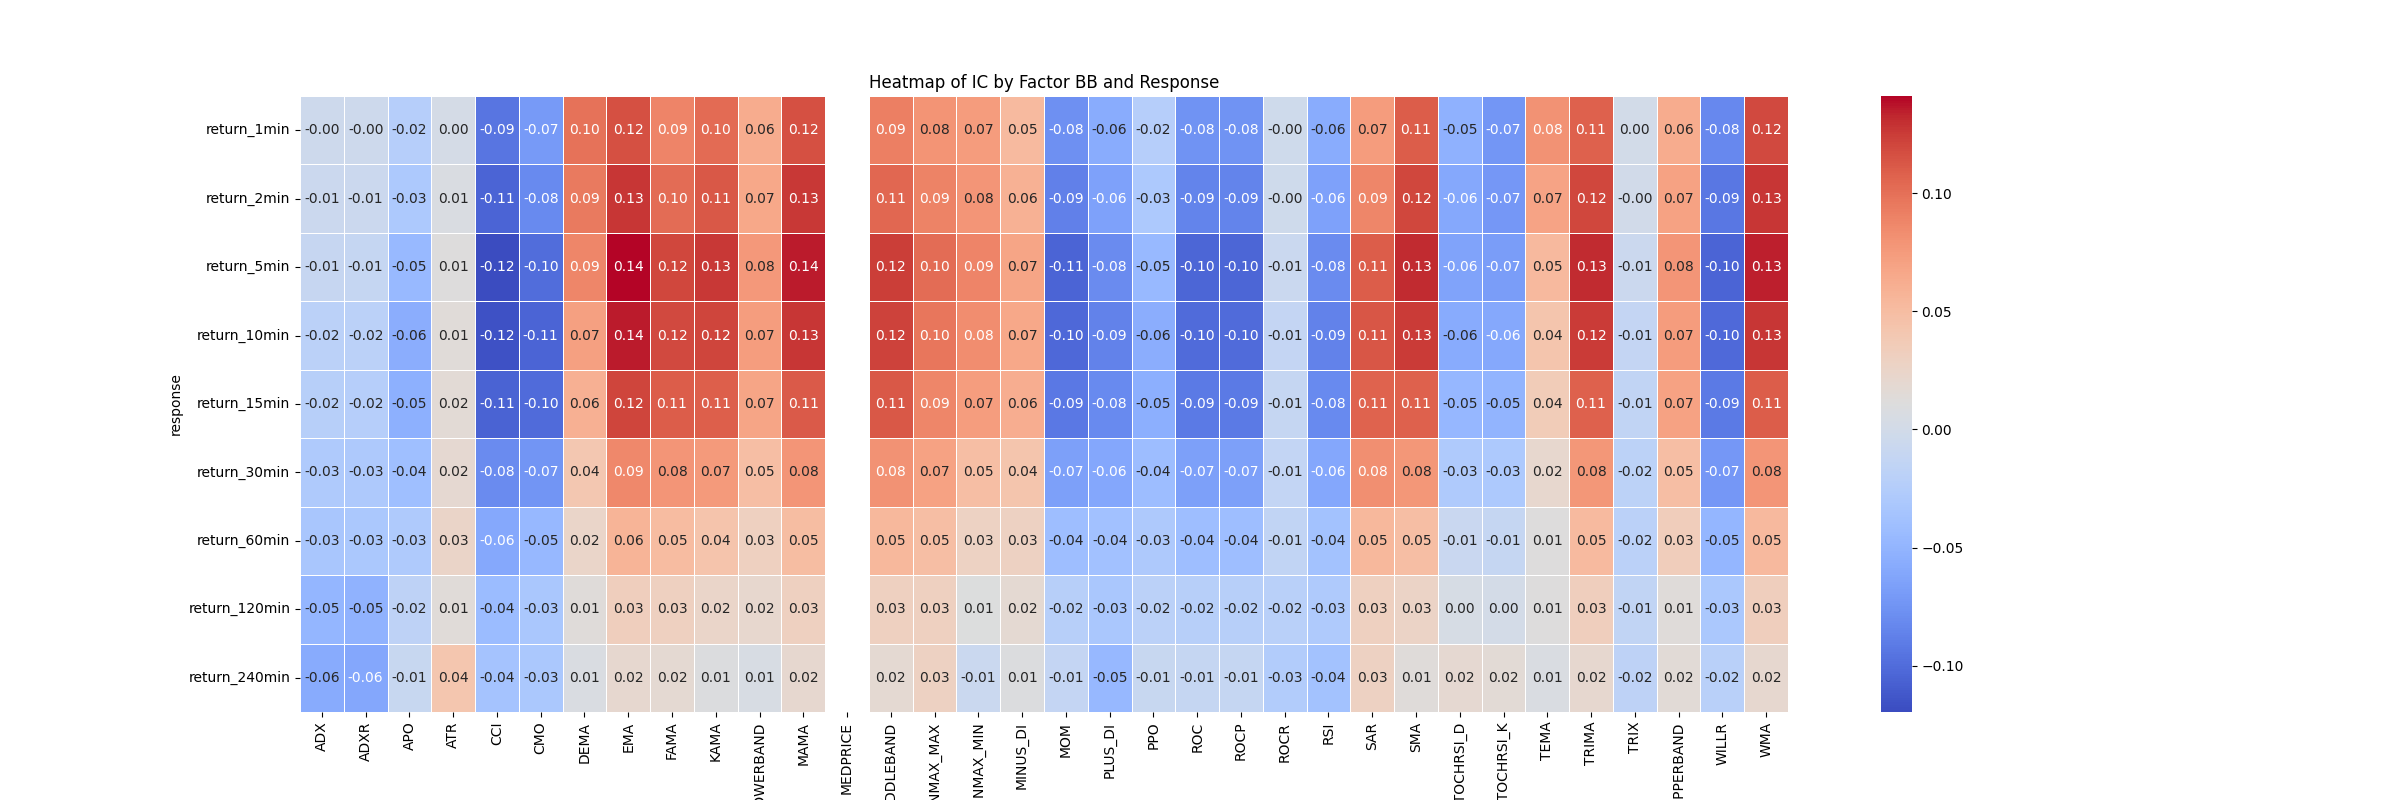 Heatmap of IC by Factor BB and Response
return_1min -0.00 -0.00 -0.02 0.00 -0.09 -0.07 0.10 0.12 0.09 0.10 0.06 0.12 0.09 0.08 0.07 0.05 -0.08 -0.06 -0.02 -0.08 -0.08 -0.00 -0.06 0.07 0.11 -0.05 -0.07 0.08 0.11 0.00 0.06 -0.08 0.12
return_2min -0.01 -0.01 -0.03 0.01 -0.11 -0.08 0.09 0.13 0.10 0.11 0.07 0.13 0.11 0.09 0.08 0.06 -0.09 -0.06 -0.03 -0.09 -0.09 -0.00 -0.06 0.09 0.12 -0.06 -0.07 0.07 0.12 -0.00 0.07 -0.09 0.13
return_5min -0.01 -0.01 -0.05 0.01 -0.12 -0.10 0.09 0.14 0.12 0.13 0.08 0.14 0.12 0.10 0.09 0.07 -0.11 -0.08 -0.05 -0.10 -0.10 -0.01 -0.08 0.11 0.13 -0.06 -0.07 0.05 0.13 -0.01 0.08 -0.10 0.13
return_10min -0.02 -0.02 -0.06 0.01 -0.12 -0.11 0.07 0.14 0.12 0.12 0.07 0.13 0.12 0.10 0.08 0.07 -0.10 -0.09 -0.06 -0.10 -0.10 -0.01 -0.09 0.11 0.13 -0.06 -0.06 0.04 0.12 -0.01 0.07 -0.10 0.13
return_15min -0.02 -0.02 -0.05 0.02 -0.11 -0.10 0.06 0.12 0.11 0.11 0.07 0.11 0.11 0.09 0.07 0.06 -0.09 -0.08 -0.05 -0.09 -0.09 -0.01 -0.08 0.11 0.11 -0.05 -0.05 0.04 0.11 -0.01 0.07 -0.09 0.11
return_30min -0.03 -0.03 -0.04 0.02 -0.08 -0.07 0.04 0.09 0.08 0.07 0.05 0.08 0.08 0.07 0.05 0.04 -0.07 -0.06 -0.04 -0.07 -0.07 -0.01 -0.06 0.08 0.08 -0.03 -0.03 0.02 0.08 -0.02 0.05 -0.07 0.08
return_60min -0.03 -0.03 -0.03 0.03 -0.06 -0.05 0.02 0.06 0.05 0.04 0.03 0.05 0.05 0.05 0.03 0.03 -0.04 -0.04 -0.03 -0.04 -0.04 -0.01 -0.04 0.05 0.05 -0.01 -0.01 0.01 0.05 -0.02 0.03 -0.05 0.05
return_120min -0.05 -0.05 -0.02 0.01 -0.04 -0.03 0.01 0.03 0.03 0.02 0.02 0.03 0.03 0.03 0.01 0.02 -0.02 -0.03 -0.02 -0.02 -0.02 -0.02 -0.03 0.03 0.03 0.00 0.00 0.01 0.03 -0.01 0.01 -0.03 0.03
return_240min -0.06 -0.06 -0.01 0.04 -0.04 -0.03 0.01 0.02 0.02 0.01 0.01 0.02 0.02 0.03 -0.01 0.01 -0.01 -0.05 -0.01 -0.01 -0.01 -0.03 -0.04 0.03 0.01 0.02 0.02 0.01 0.02 -0.02 0.02 -0.02 0.02
response
ADX
ADXR
APO
ATR
CCI
CMO
DEMA
EMA
FAMA
KAMA
OWERBAND
MAMA
MEDPRICE
DDLEBAND
NMAX_MAX
NMAX_MIN
MINUS_DI
MOM
PLUS_DI
PPO
ROC
ROCP
ROCR
RSI
SAR
SMA
TOCHRSI_D
TOCHRSI_K
TEMA
TRIMA
TRIX
PPERBAND
WILLR
WMA
0.10
0.05
0.00
−0.05
−0.10